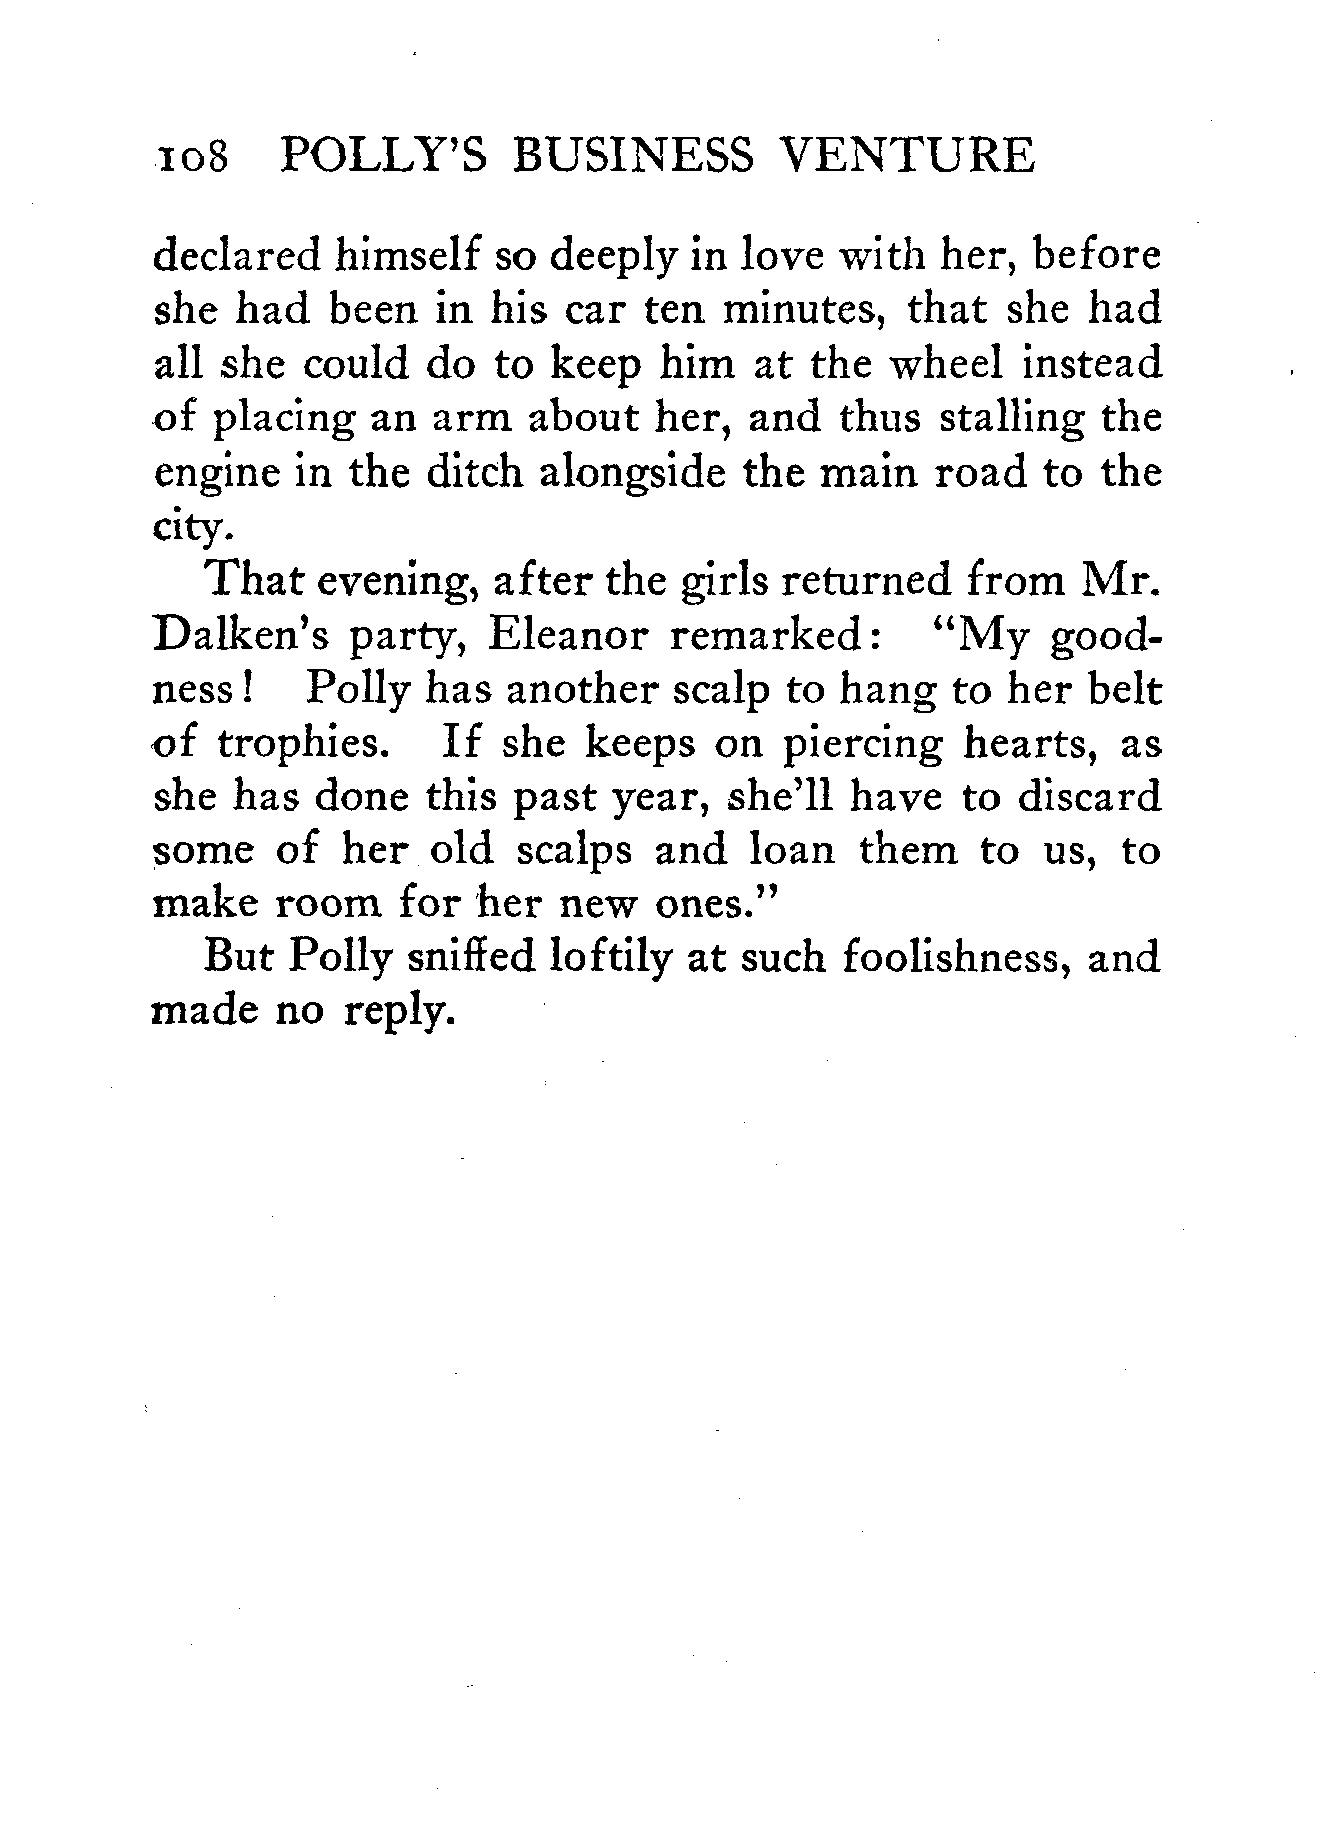 108 POLLY'S BUSINESS VENTURE
declared himself so deeply in love with her, before
she had been in his car ten minutes, that she had
all she could do to keep him at the wheel instead
of placing an arm about her, and thus stalling the
engine in the ditch alongside the main road to the
city.
That evening, after the girls returned from Mr.
Dalken's party, Eleanor remarked: "My good-
ness! Polly has another scalp to hang to her belt
of trophies. If she keeps on piercing hearts, as
she has done this past year, she'll have to discard
some of her old scalps and loan them to us, to
make room for her new ones."
But Polly sniffed loftily at such foolishness, and
made no reply.